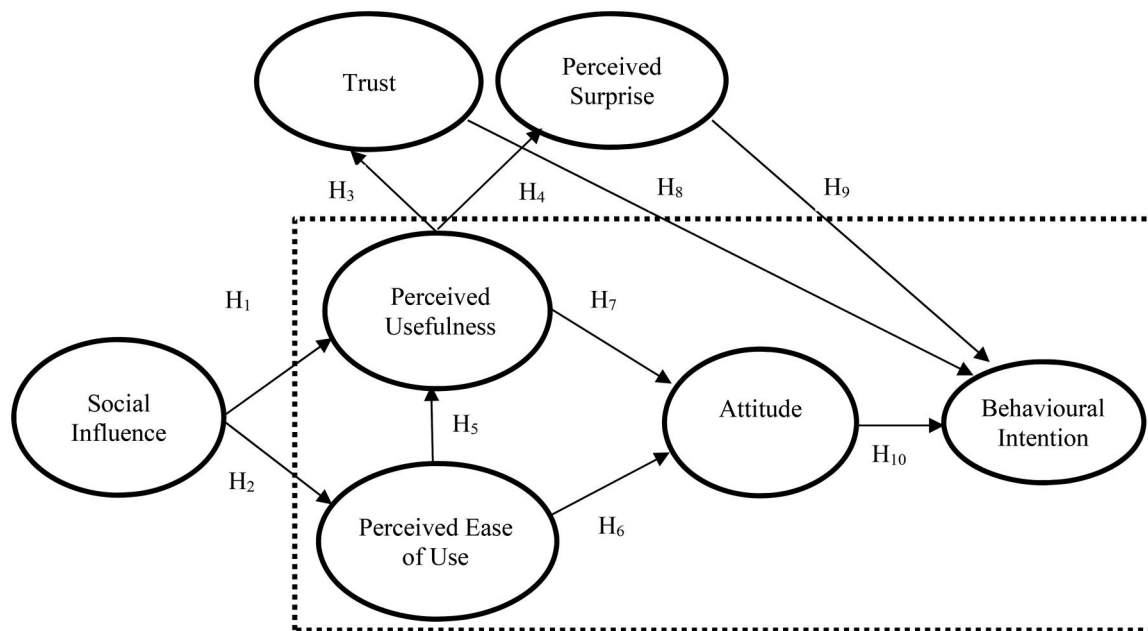 Trust
Perceived
Surprise
H₃
H₄
H₈
H₉
H₁
Perceived
Usefulness
H₇
Social
Influence
H₅
Attitude
Behavioural
Intention
H₂
H₁₀
Perceived Ease
of Use
H₆